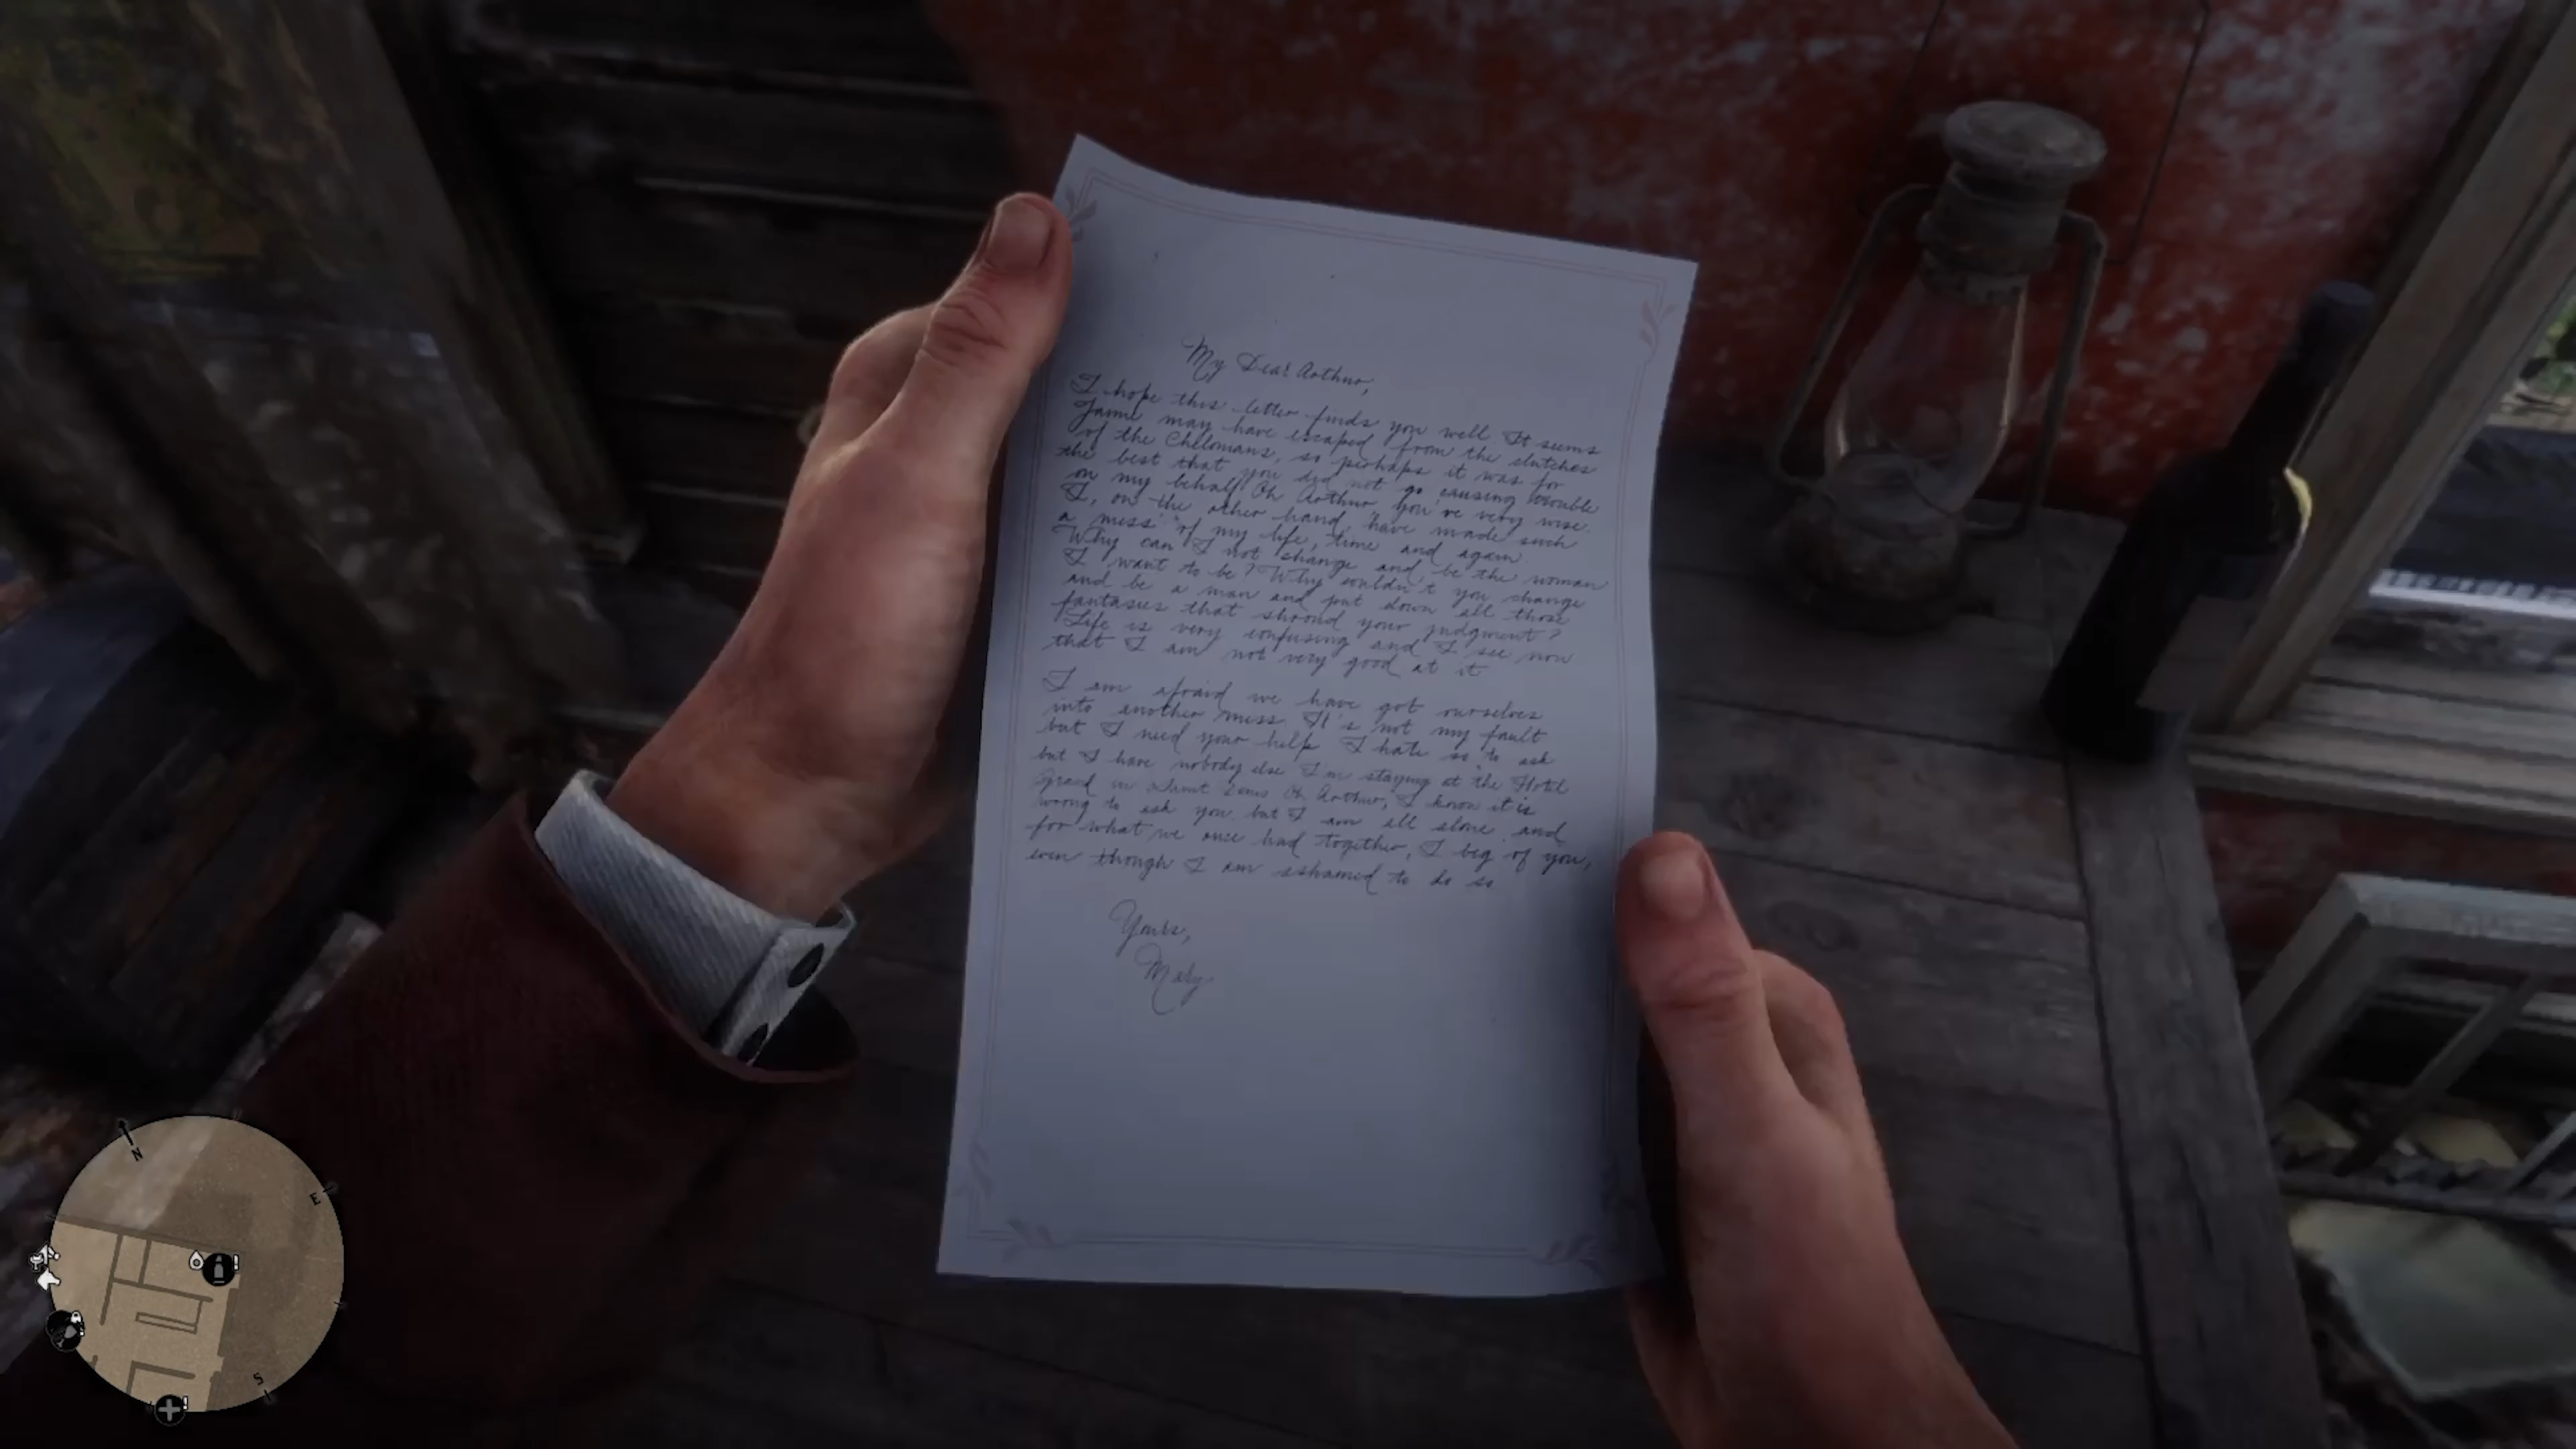 My Dear Arthur,
I hope this letter finds you well. It seems
Jamie may have escaped from the clutches
of the Chelonians, so perhaps it was for
the best that you did not go causing trouble
on my behalf. Oh Arthur, you're very wise.
I, on the other hand, have made such
a mess of my life, time and again.
Why can I not change and be the woman
I want to be? Why couldn't you change
and be a man and put down all those
fantasies that shroud your judgment?
Life is very confusing and I see now
that I am not very good at it.
I am afraid we have got ourselves
into another mess. It's not my fault
but I need your help. I hate so to ask
but I have nobody else. I'm staying at the Hotel
Grand in Saint Denis. Oh Arthur, I know it is
wrong to ask you, but I am all alone, and
for what we once had together, I beg of you,
even though I am ashamed to do so
Yours,
Mary
N
E
S